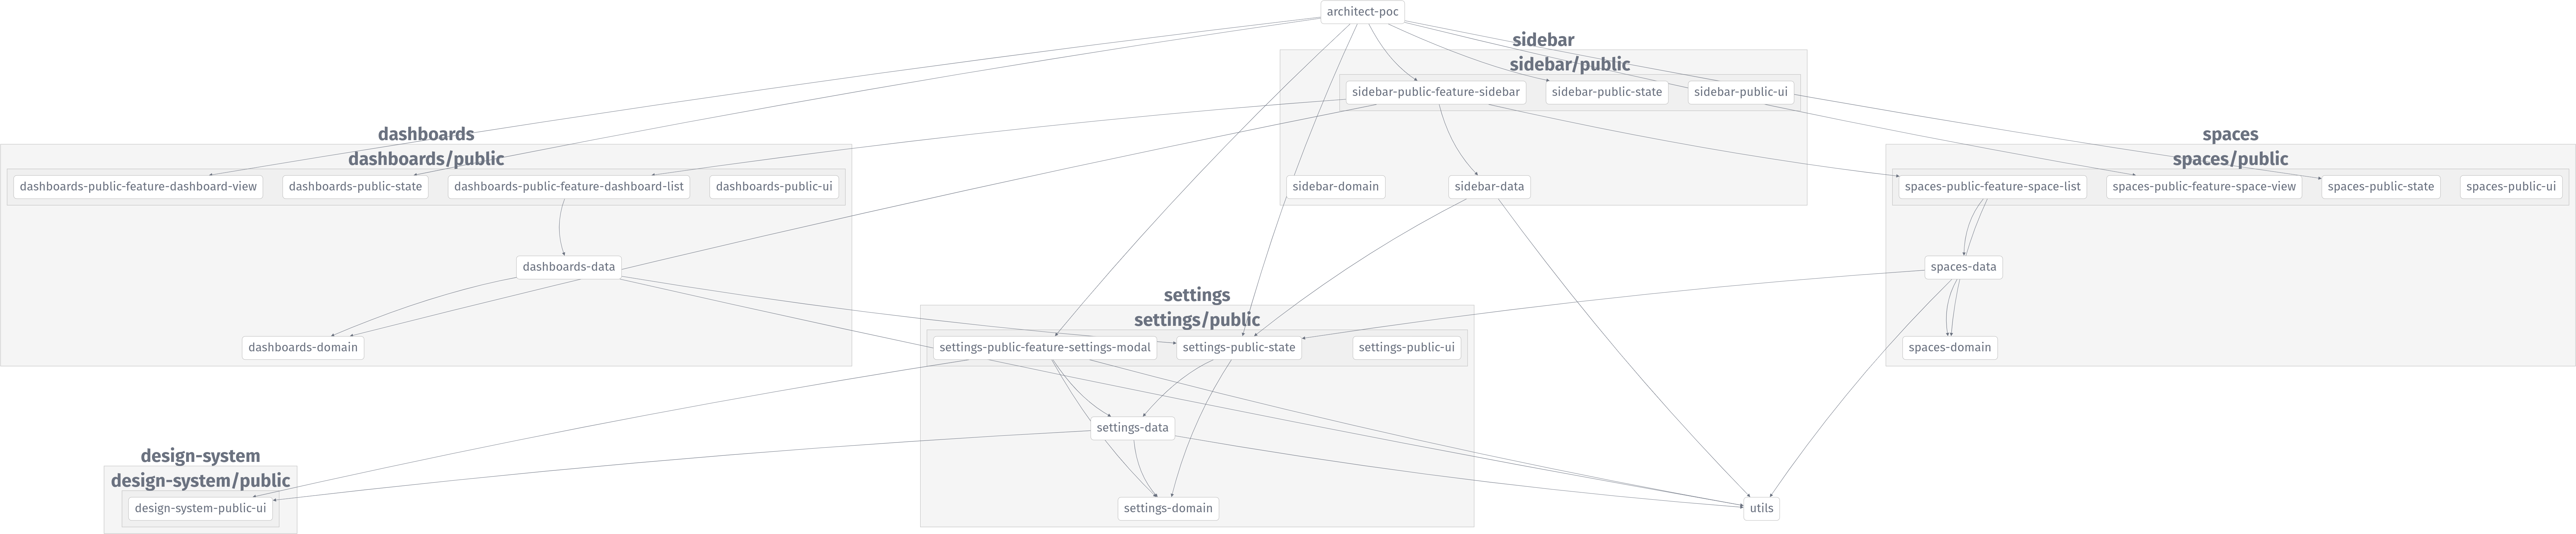 architect-poc
sidebar
sidebar/public
sidebar-public-feature-sidebar
sidebar-public-state
sidebar-public-ui
dashboards
spaces
dashboards/public
spaces/public
dashboards-public-feature-dashboard-view
dashboards-public-state
dashboards-public-feature-dashboard-list
dashboards-public-ui
sidebar-domain
sidebar-data
spaces-public-feature-space-list
spaces-public-feature-space-view
spaces-public-state
spaces-public-ui
dashboards-data
spaces-data
settings
settings/public
dashboards-domain
settings-public-feature-settings-modal
settings-public-state
settings-public-ui
spaces-domain
settings-data
design-system
design-system/public
design-system-public-ui
settings-domain
utils